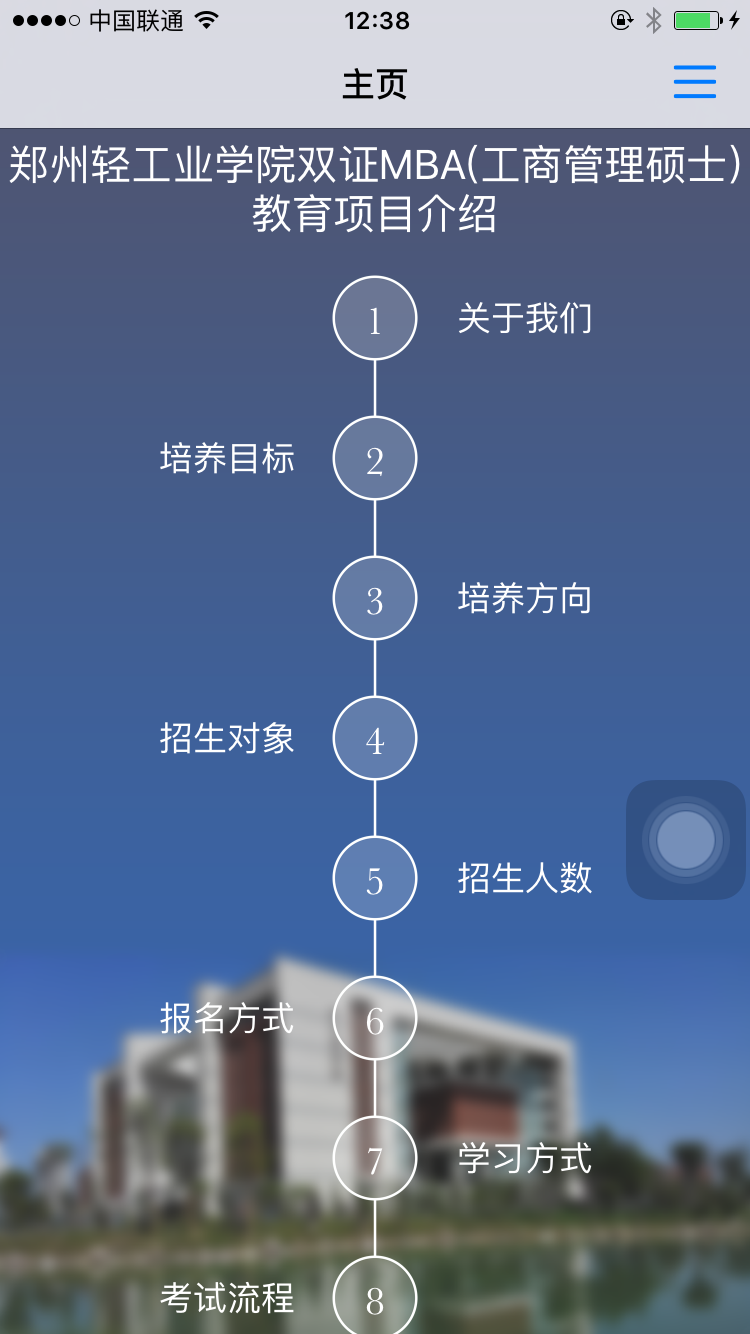 中国联通 12:38
主页
郑州轻工业学院双证MBA(工商管理硕士)
教育项目介绍
1 关于我们
培养目标 2
3 培养方向
招生对象 4
5 招生人数
报名方式 6
7 学习方式
考试流程 8